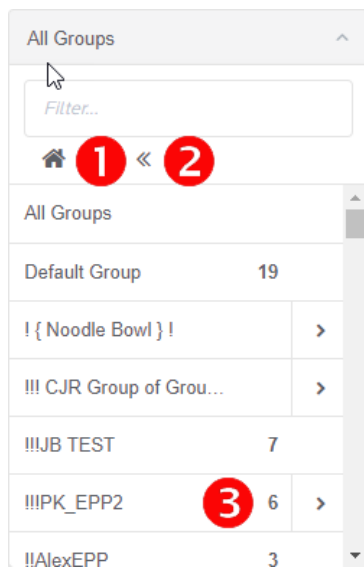 All Groups
Filter...
1 « 2
All Groups
Default Group 19
! { Noodle Bowl } !
!!! CJR Group of Grou...
!!!JB TEST 7
!!!PK_EPP2 3 6
!!AlexEPP 3